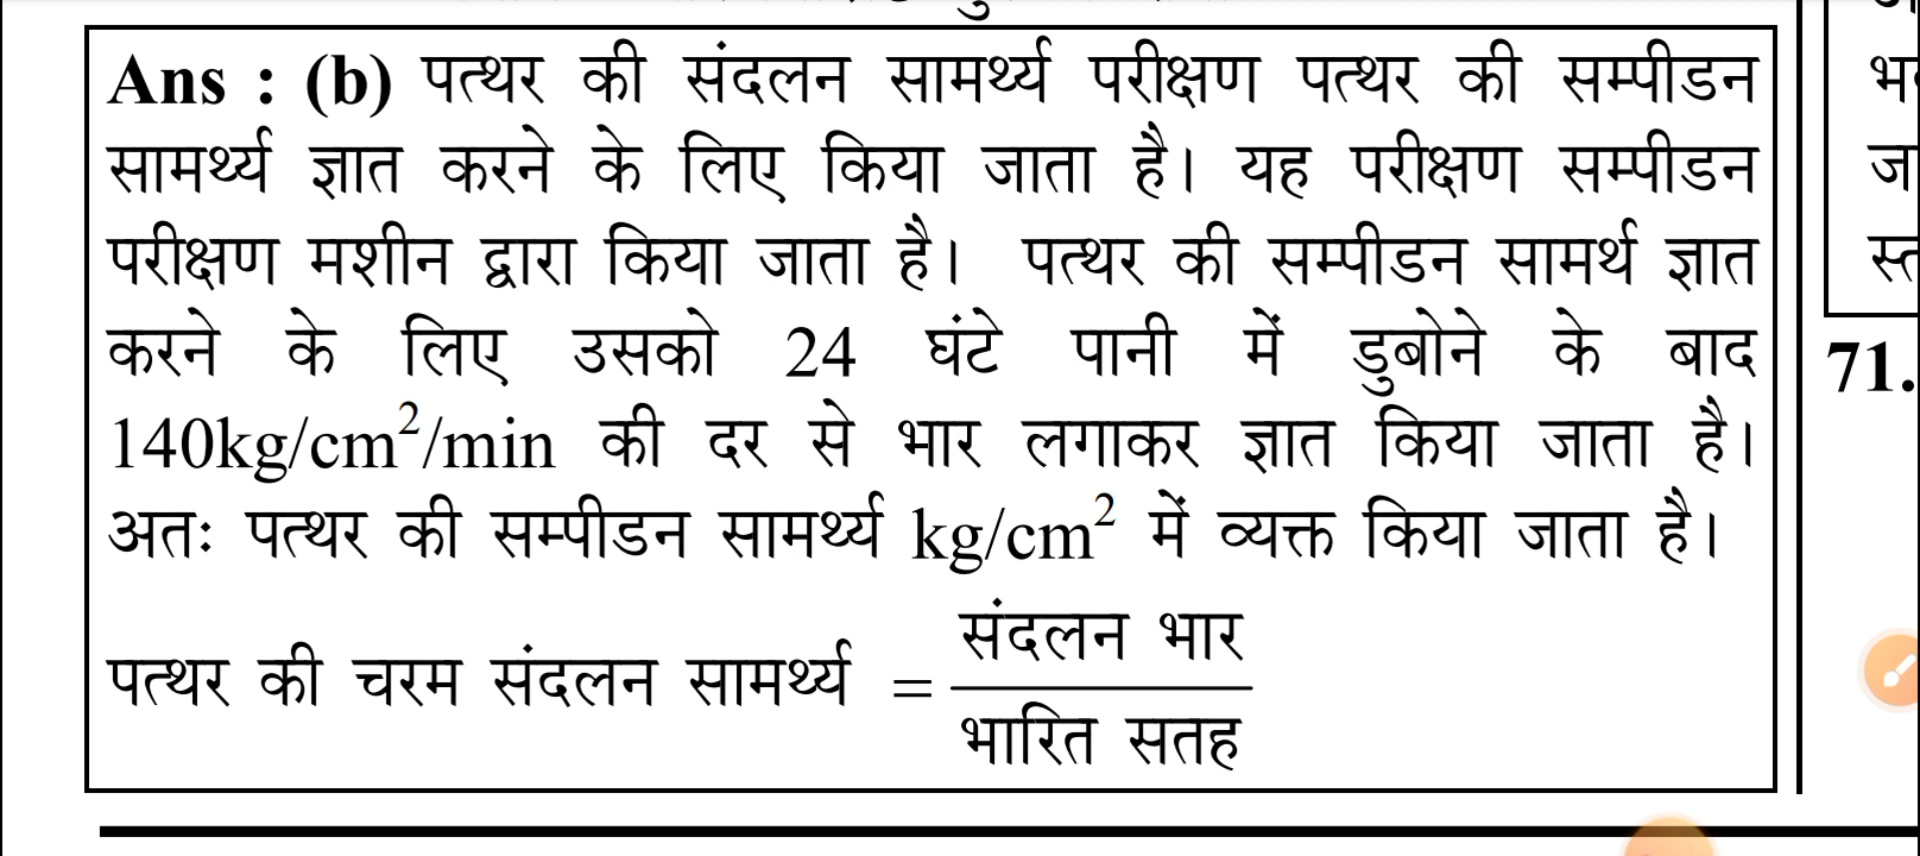 Ans : (b) पत्थर की संदलन सामर्थ्य परीक्षण पत्थर की सम्पीडन
सामर्थ्य ज्ञात करने के लिए किया जाता है। यह परीक्षण सम्पीडन
परीक्षण मशीन द्वारा किया जाता है। पत्थर की सम्पीडन सामर्थ ज्ञात
करने के लिए उसको 24 घंटे पानी में डुबोने के बाद
140kg/cm²/min की दर से भार लगाकर ज्ञात किया जाता है।
अतः पत्थर की सम्पीडन सामर्थ्य kg/cm² में व्यक्त किया जाता है।
संदलन भार
पत्थर की चरम संदलन सामर्थ्य =
भारित सतह
71.